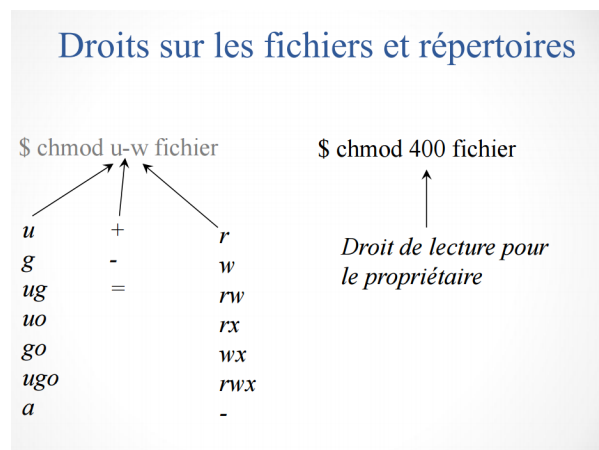 Droits sur les fichiers et répertoires
$ chmod u-w fichier
u
g
ug
uo
go
ugo
a
+
-
=
r
w
rw
rx
wx
rwx
-
$ chmod 400 fichier
Droit de lecture pour
le propriétaire